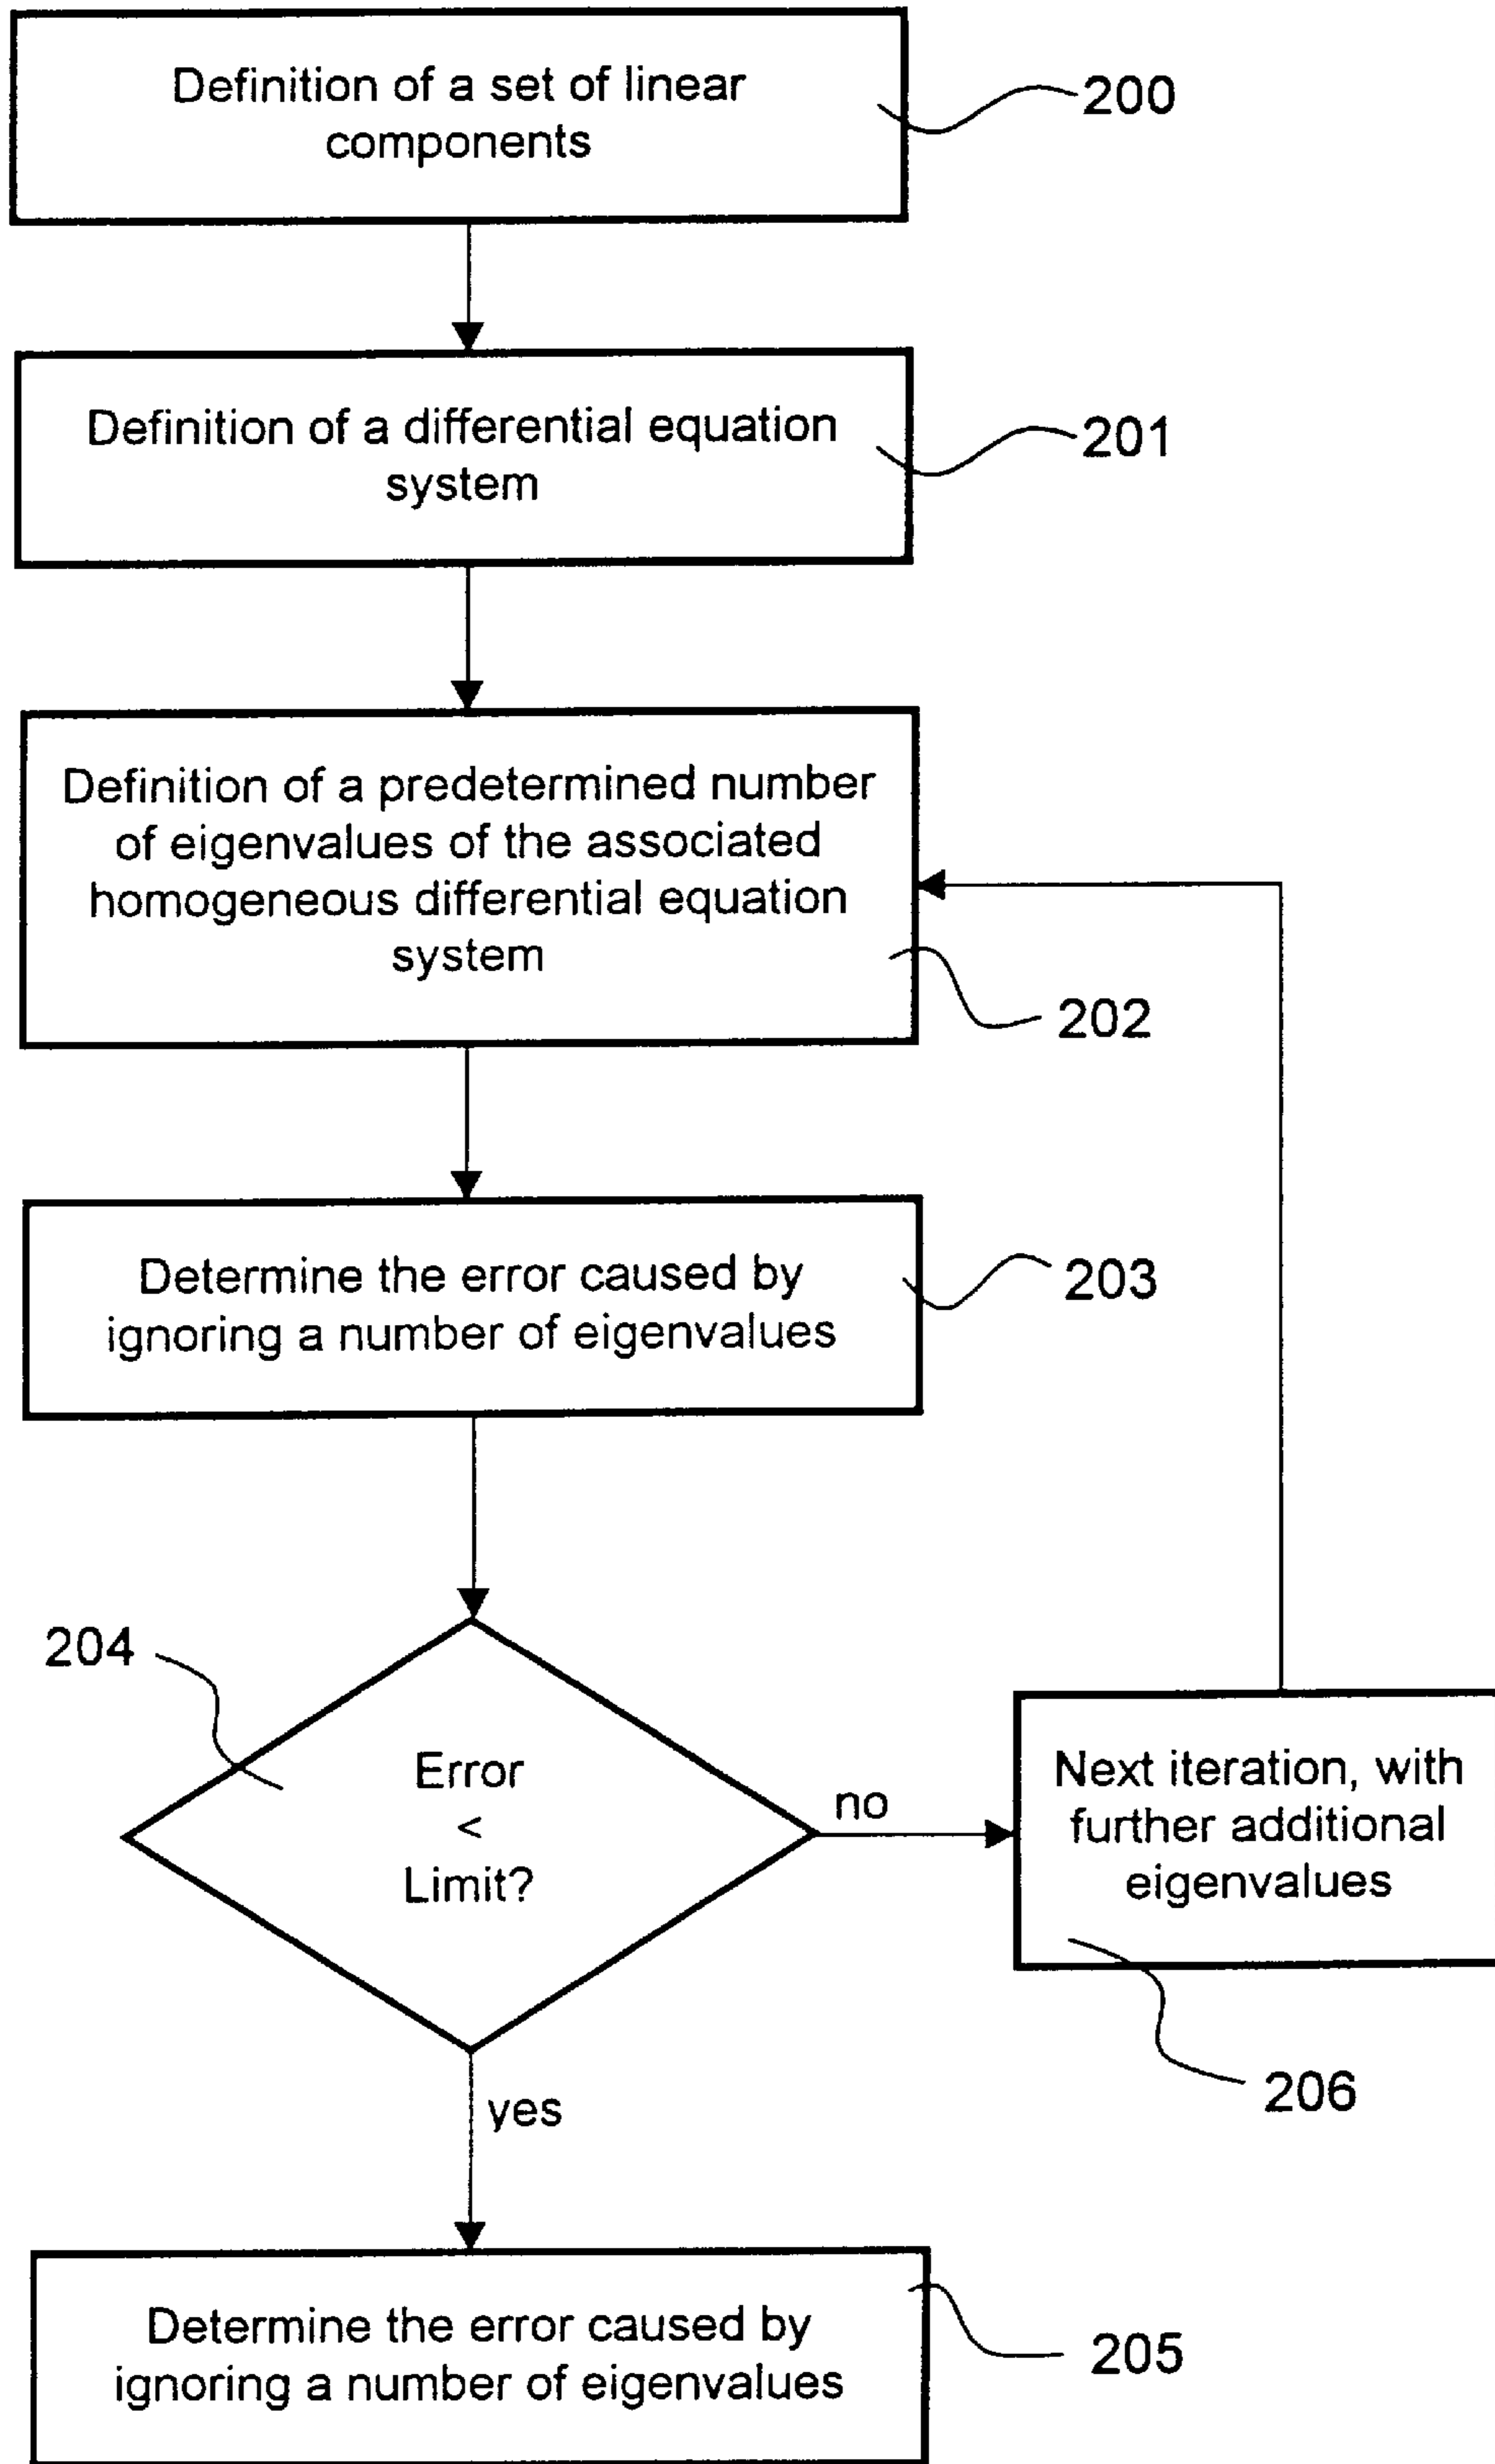 Definition of a set of linear
components
200
Definition of a differential equation
system
201
Definition of a predetermined number
of eigenvalues of the associated
homogeneous differential equation
system
202
Determine the error caused by
ignoring a number of eigenvalues
203
204
Error
<
Limit?
no
Next iteration, with
further additional
eigenvalues
206
yes
Determine the error caused by
ignoring a number of eigenvalues
205